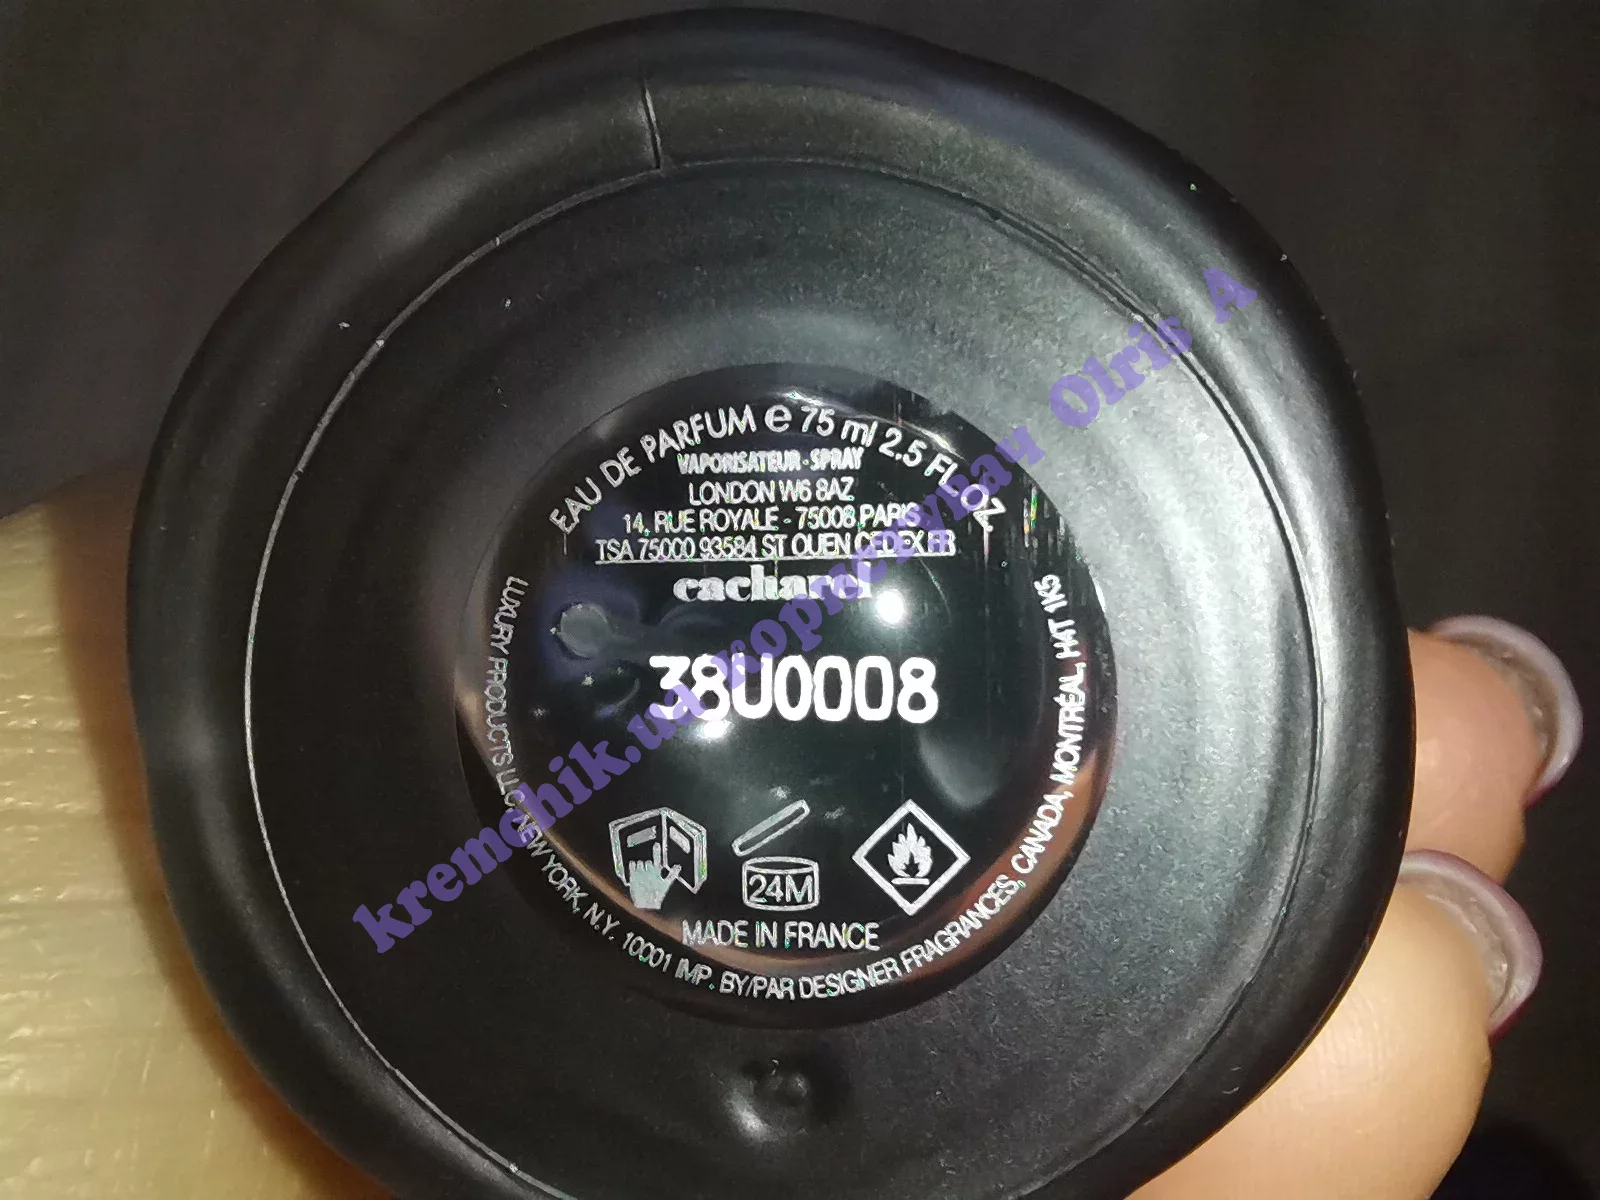 EAU DE PARFUM e 75 ml 2.5 FL OZ
VAPORISATEUR - SPRAY
LONDON W6 8AZ
14, RUE ROYALE - 75008 PARIS
TSA 75000 93584 ST OUEN CEDEX FR
cacharel
38U0008
24M
MADE IN FRANCE
LUXURY PRODUCTS LLC NEW YORK, N.Y. 10001 IMP. BY/PAR DESIGNER FRAGRANCES, CANADA, MONTRÉAL, H4T 1K5
kremchik.ua користувач Olris A